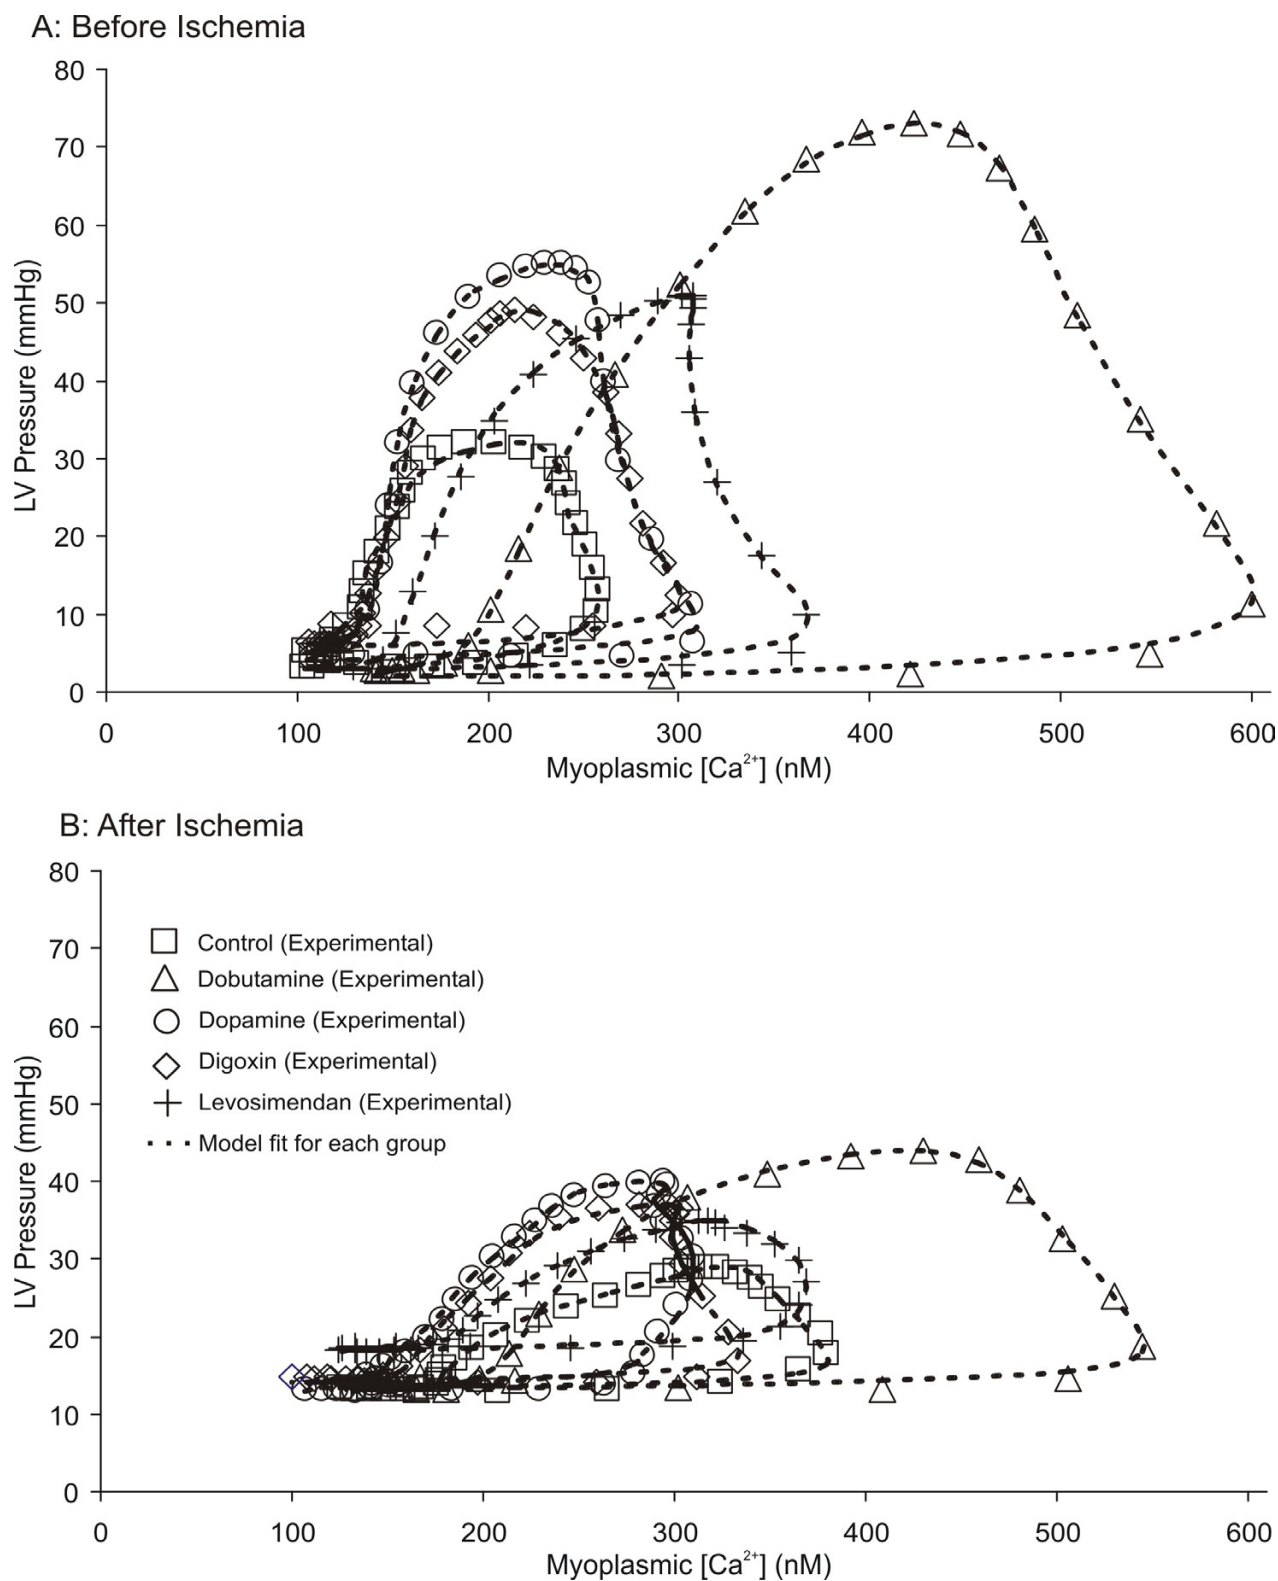 A: Before Ischemia
80
70
60
50
40
30
20
10
0
LV Pressure (mmHg)
0 100 200 300 400 500 600
Myoplasmic [Ca²⁺] (nM)
B: After Ischemia
80
70
60
50
40
30
20
10
0
LV Pressure (mmHg)
Control (Experimental)
Dobutamine (Experimental)
Dopamine (Experimental)
Digoxin (Experimental)
Levosimendan (Experimental)
Model fit for each group
0 100 200 300 400 500 600
Myoplasmic [Ca²⁺] (nM)